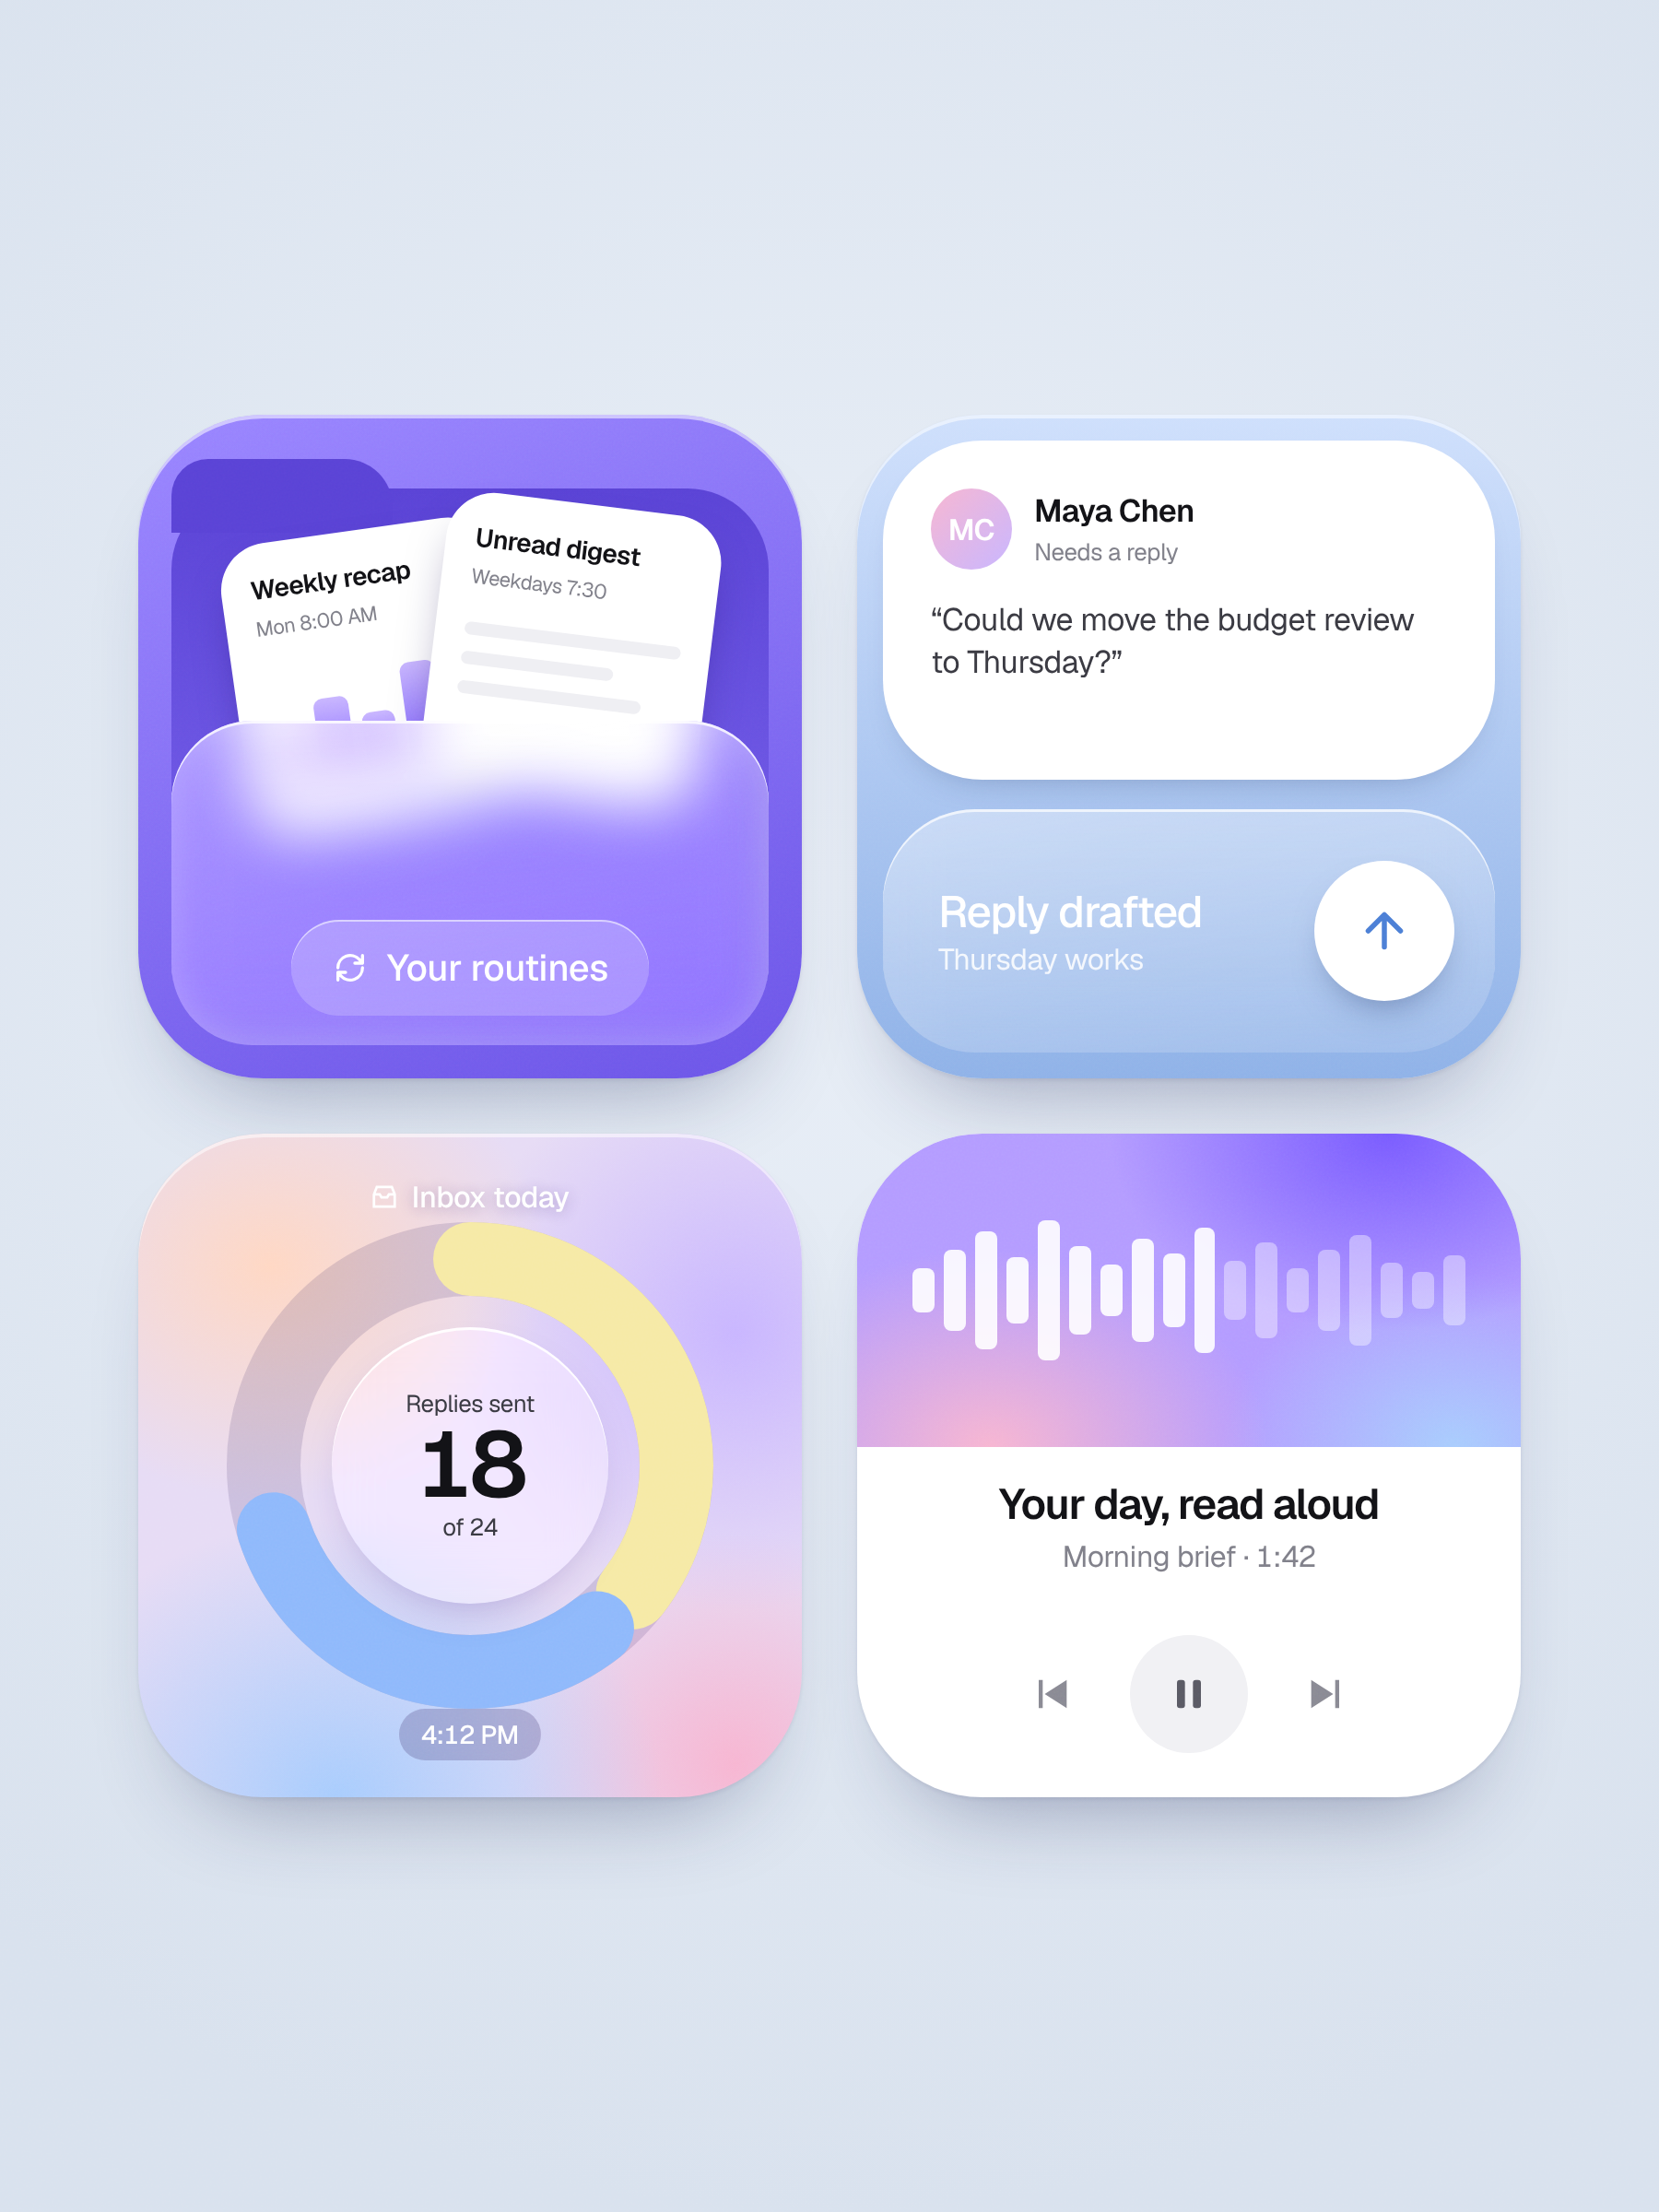 Weekly recap
Mon 8:00 AM
Unread digest
Weekdays 7:30
Your routines
MC
Maya Chen
Needs a reply
“Could we move the budget review
to Thursday?”
Reply drafted
Thursday works
Inbox today
Replies sent
18
of 24
4:12 PM
Your day, read aloud
Morning brief · 1:42